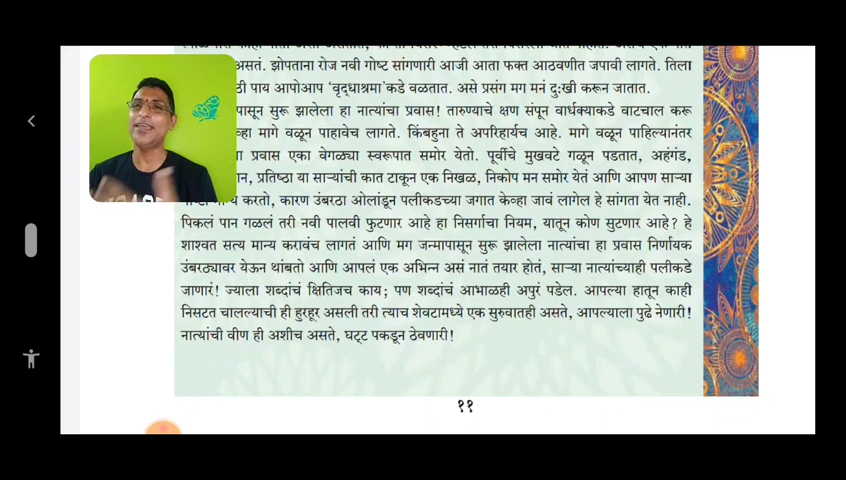 असतं. झोपताना रोज नवी गोष्ट सांगणारी आजी आता फक्त आठवणीत जपावी लागते. तिला
पाय आपोआप ‘वृद्धाश्रमा’कडे वळतात. असे प्रसंग मग मनं दुःखी करून जातात.
पासून सुरू झालेला हा नात्यांचा प्रवास! तारुण्याचे क्षण संपून वार्धक्याकडे वाटचाल करू
मागे वळून पाहावेच लागते. किंबहुना ते अपरिहार्यच आहे. मागे वळून पाहिल्यानंतर
प्रवास एका वेगळ्या स्वरूपात समोर येतो. पूर्वीचे मुखवटे गळून पडतात, अहंगंड,
प्रतिष्ठा या साऱ्यांची कात टाकून एक निखळ, निकोप मन समोर येतं आणि आपण साऱ्या
करतो, कारण उंबरठा ओलांडून पलीकडच्या जगात केव्हा जावं लागेल हे सांगता येत नाही.
पिकलं पान गळलं तरी नवी पालवी फुटणार आहे हा निसर्गाचा नियम, यातून कोण सुटणार आहे? हे
शाश्वत सत्य मान्य करावंच लागतं आणि मग जन्मापासून सुरू झालेला नात्यांचा हा प्रवास निर्णायक
उंबरठ्यावर येऊन थांबतो आणि आपलं एक अभिन्न असं नातं तयार होतं, साऱ्या नात्यांच्याही पलीकडे
जाणारं! ज्याला शब्दांचं क्षितिजच काय; पण शब्दांचं आभाळही अपुरं पडेल. आपल्या हातून काही
निसटत चालल्याची ही हुरहूर असली तरी त्याच शेवटामध्ये एक सुरुवातही असते, आपल्याला पुढे नेणारी!
नात्यांची वीण ही अशीच असते, घट्ट पकडून ठेवणारी!
११